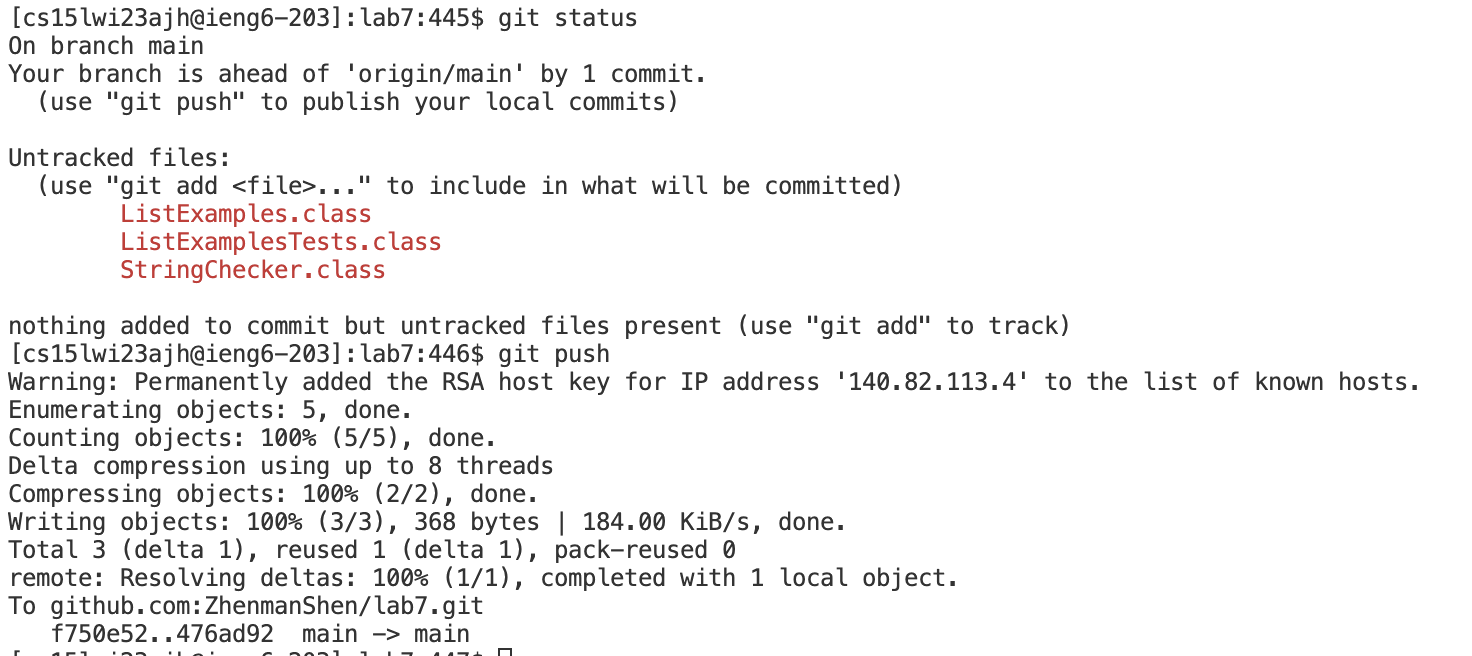 [cs15lwi23ajh@ieng6-203]:lab7:445$ git status
On branch main
Your branch is ahead of 'origin/main' by 1 commit.
  (use "git push" to publish your local commits)

Untracked files:
  (use "git add <file>..." to include in what will be committed)
        ListExamples.class
        ListExamplesTests.class
        StringChecker.class

nothing added to commit but untracked files present (use "git add" to track)
[cs15lwi23ajh@ieng6-203]:lab7:446$ git push
Warning: Permanently added the RSA host key for IP address '140.82.113.4' to the list of known hosts.
Enumerating objects: 5, done.
Counting objects: 100% (5/5), done.
Delta compression using up to 8 threads
Compressing objects: 100% (2/2), done.
Writing objects: 100% (3/3), 368 bytes | 184.00 KiB/s, done.
Total 3 (delta 1), reused 1 (delta 1), pack-reused 0
remote: Resolving deltas: 100% (1/1), completed with 1 local object.
To github.com:ZhenmanShen/lab7.git
   f750e52..476ad92  main -> main